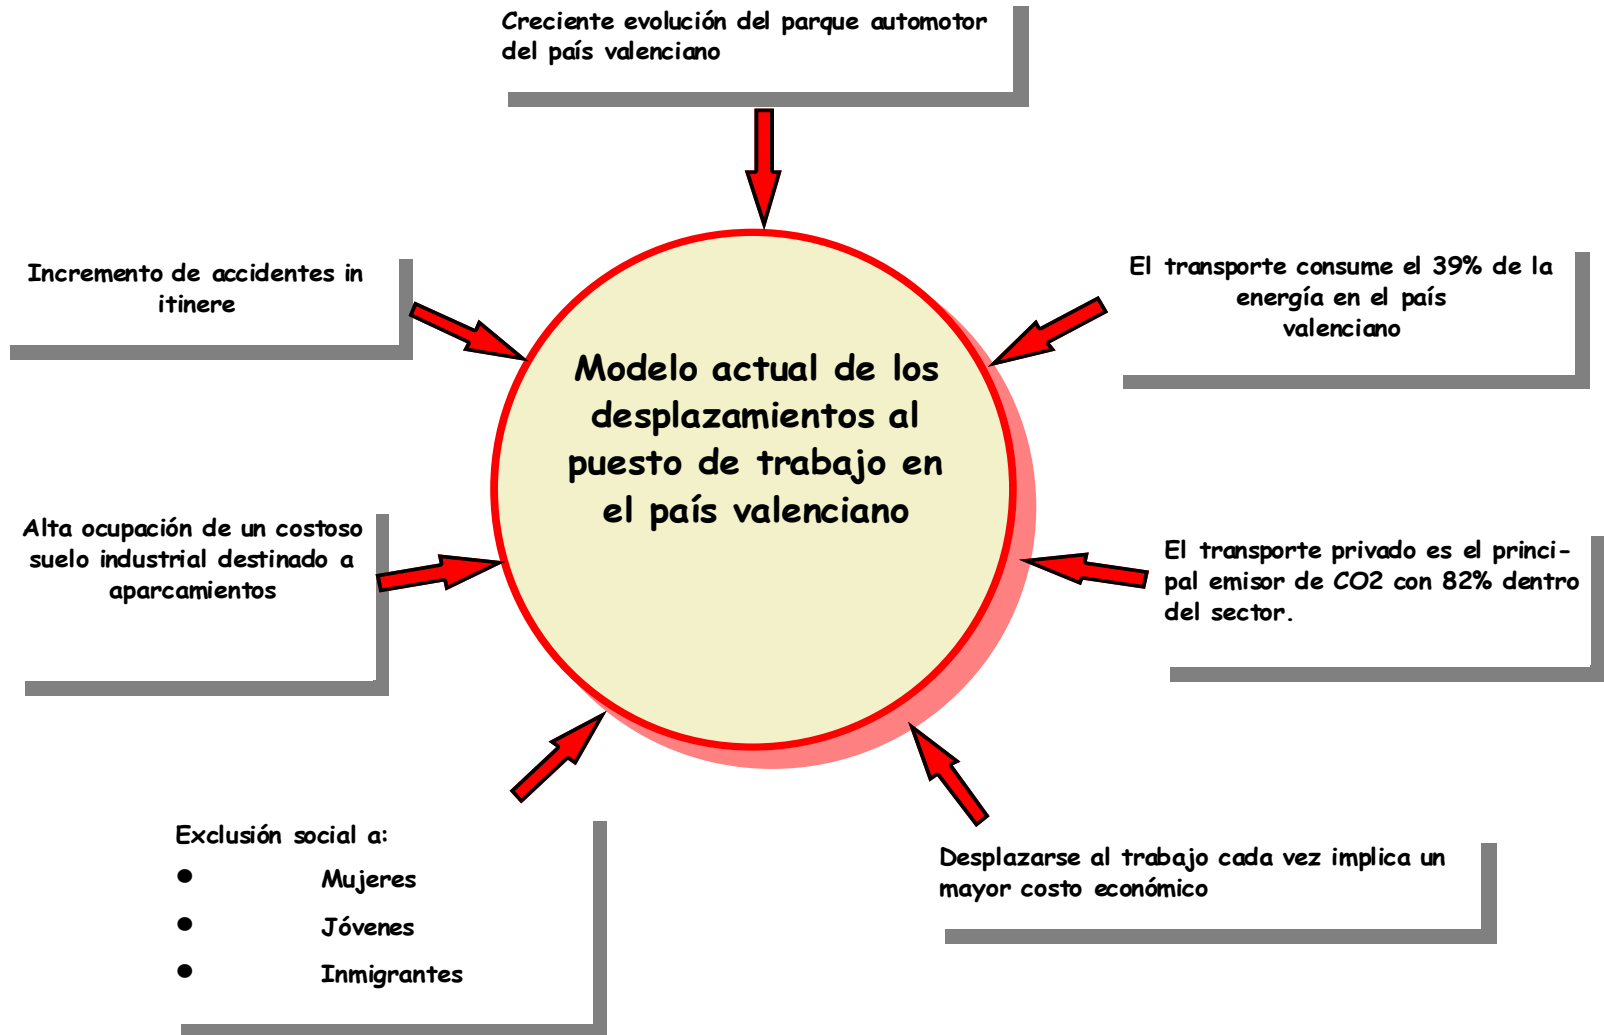 Creciente evolución del parque automotor
del país valenciano
Incremento de accidentes in
itinere
El transporte consume el 39% de la
energía en el país
valenciano
Modelo actual de los
desplazamientos al
puesto de trabajo en
el país valenciano
Alta ocupación de un costoso
suelo industrial destinado a
aparcamientos
El transporte privado es el princi-
pal emisor de CO2 con 82% dentro
del sector.
Exclusión social a:
● Mujeres
● Jóvenes
● Inmigrantes
Desplazarse al trabajo cada vez implica un
mayor costo económico